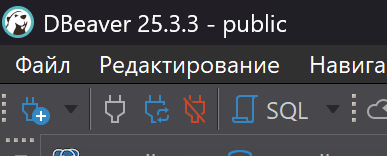 DBeaver 25.3.3 - public
Файл Редактирование Навига
SQL